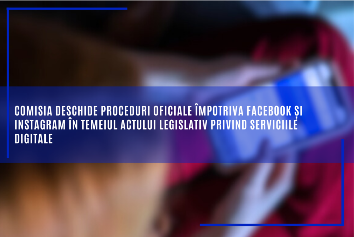 COMISIA DESCHIDE PROCEDURI OFICIALE ÎMPOTRIVA FACEBOOK ȘI
INSTAGRAM ÎN TEMEIUL ACTULUI LEGISLATIV PRIVIND SERVICIILE
DIGITALE